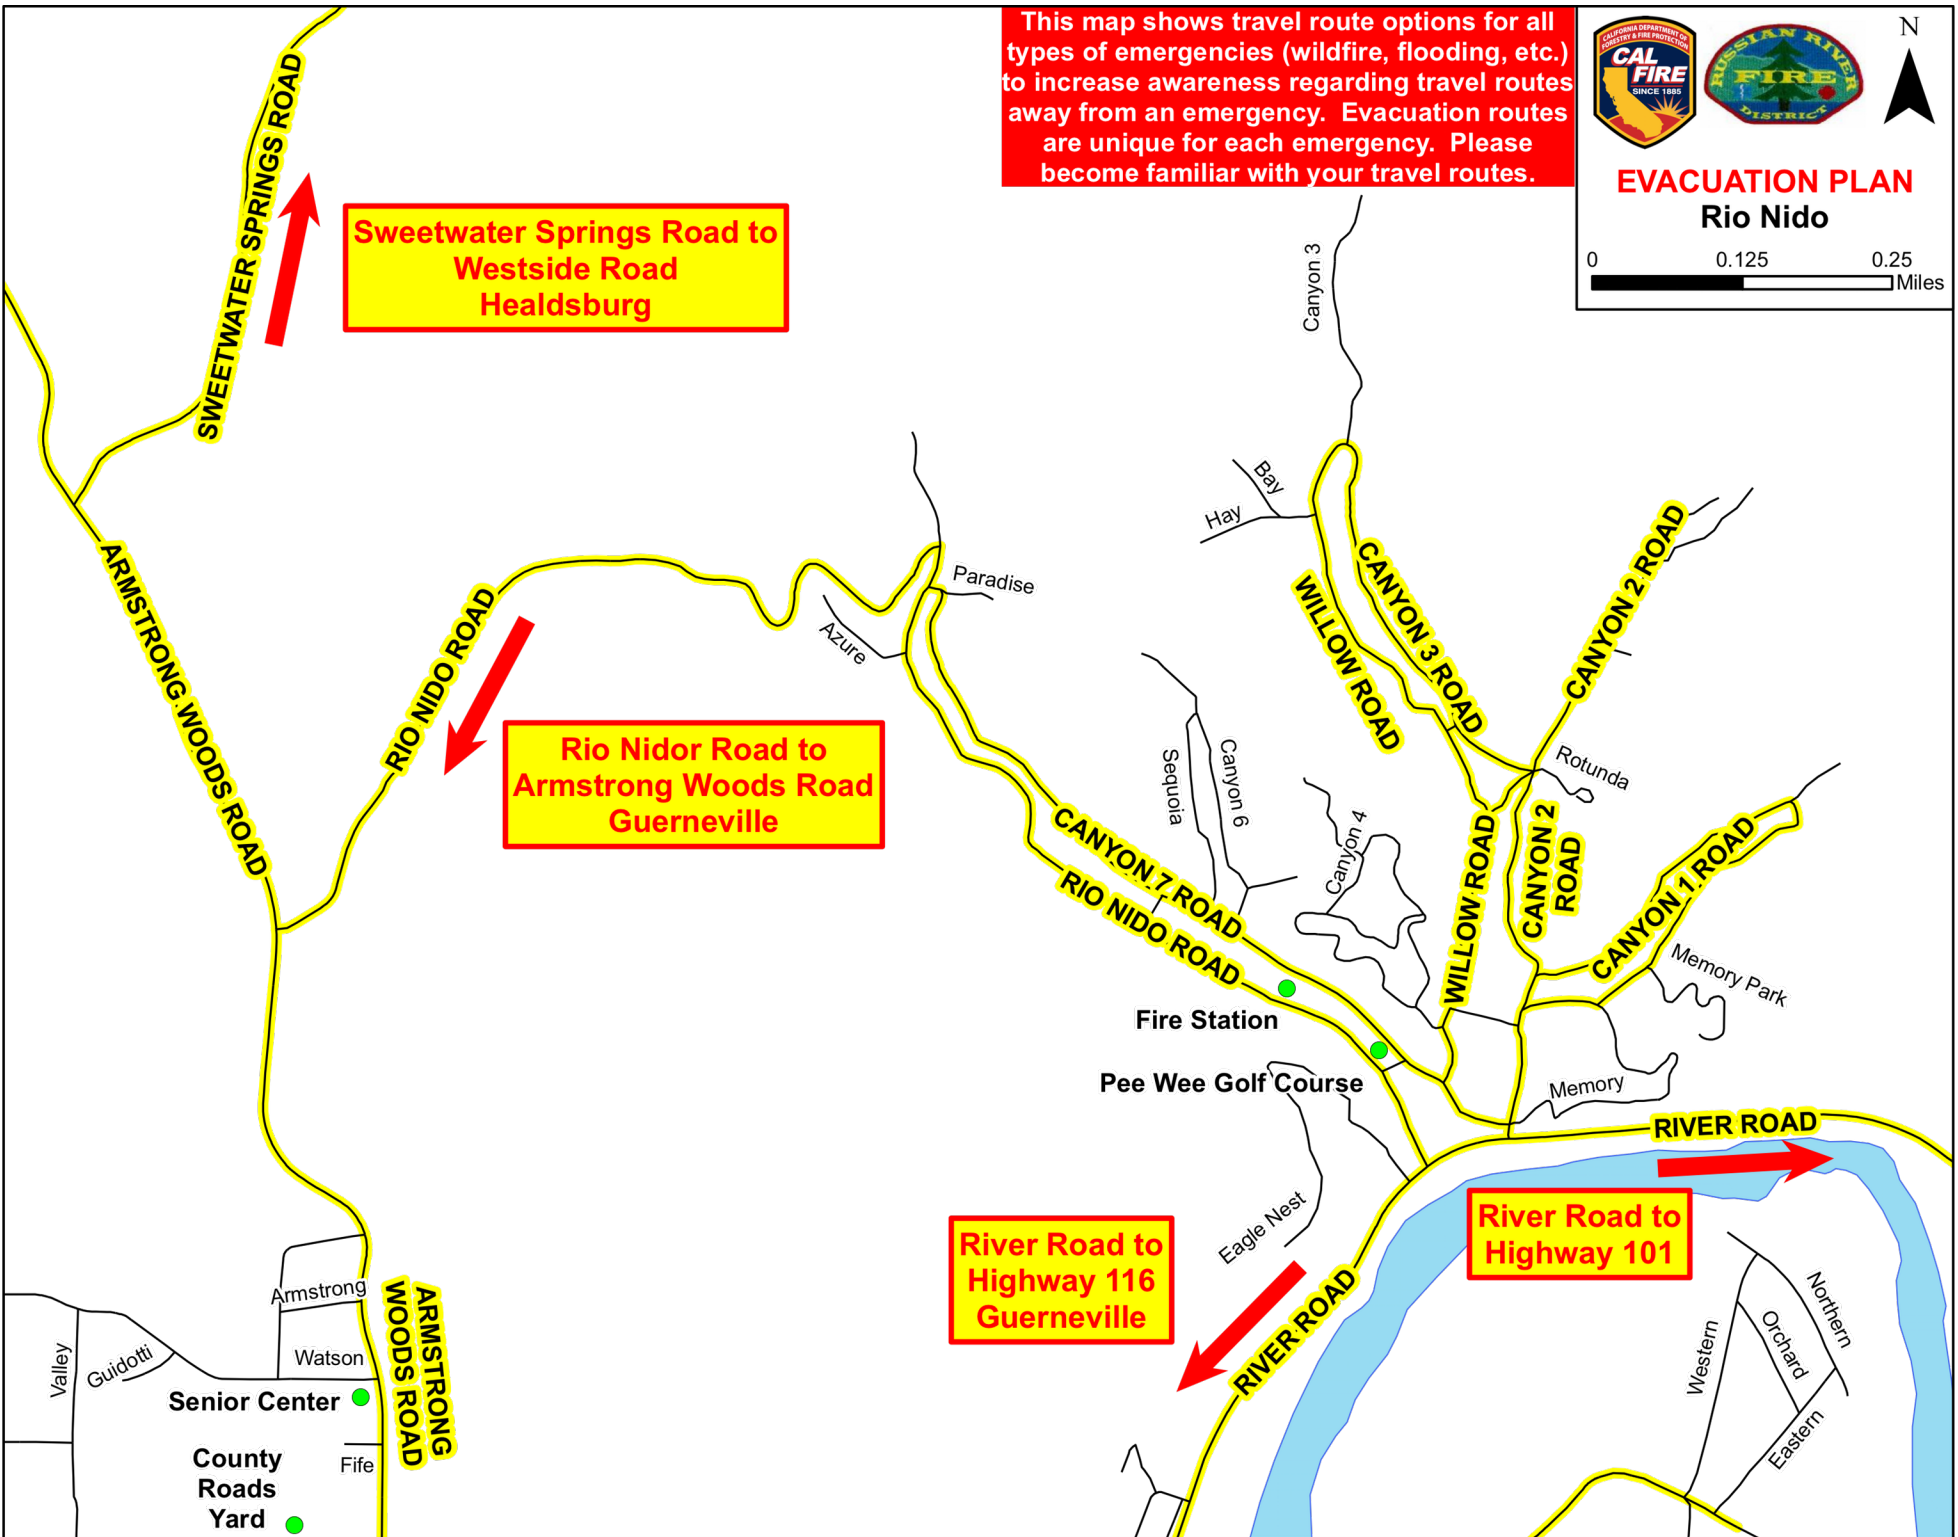 This map shows travel route options for all
types of emergencies (wildfire, flooding, etc.)
to increase awareness regarding travel routes
away from an emergency.  Evacuation routes
are unique for each emergency.  Please
become familiar with your travel routes.
CALIFORNIA DEPARTMENT OF
FORESTRY & FIRE PROTECTION
CAL
FIRE
SINCE 1885
RUSSIAN RIVER
FIRE
DISTRICT
N
EVACUATION PLAN
Rio Nido
0 0.125 0.25
Miles
SWEETWATER SPRINGS ROAD
Sweetwater Springs Road to
Westside Road
Healdsburg
Canyon 3
Bay
Hay
CANYON 2 ROAD
ARMSTRONG WOODS ROAD
RIO NIDO ROAD
Paradise
Azure
WILLOW ROAD
CANYON 3 ROAD
Rio Nidor Road to
Armstrong Woods Road
Guerneville
Sequoia
Canyon 6
Rotunda
Canyon 4
CANYON 7 ROAD
RIO NIDO ROAD
WILLOW ROAD
CANYON 2
ROAD
CANYON 1 ROAD
Memory Park
Fire Station
Pee Wee Golf Course
Memory
RIVER ROAD
Eagle Nest
River Road to
Highway 101
River Road to
Highway 116
Guerneville
RIVER ROAD
Armstrong
ARMSTRONG
WOODS ROAD
Valley
Guidotti
Watson
Senior Center
Fife
County
Roads
Yard
Western
Orchard
Northern
Eastern